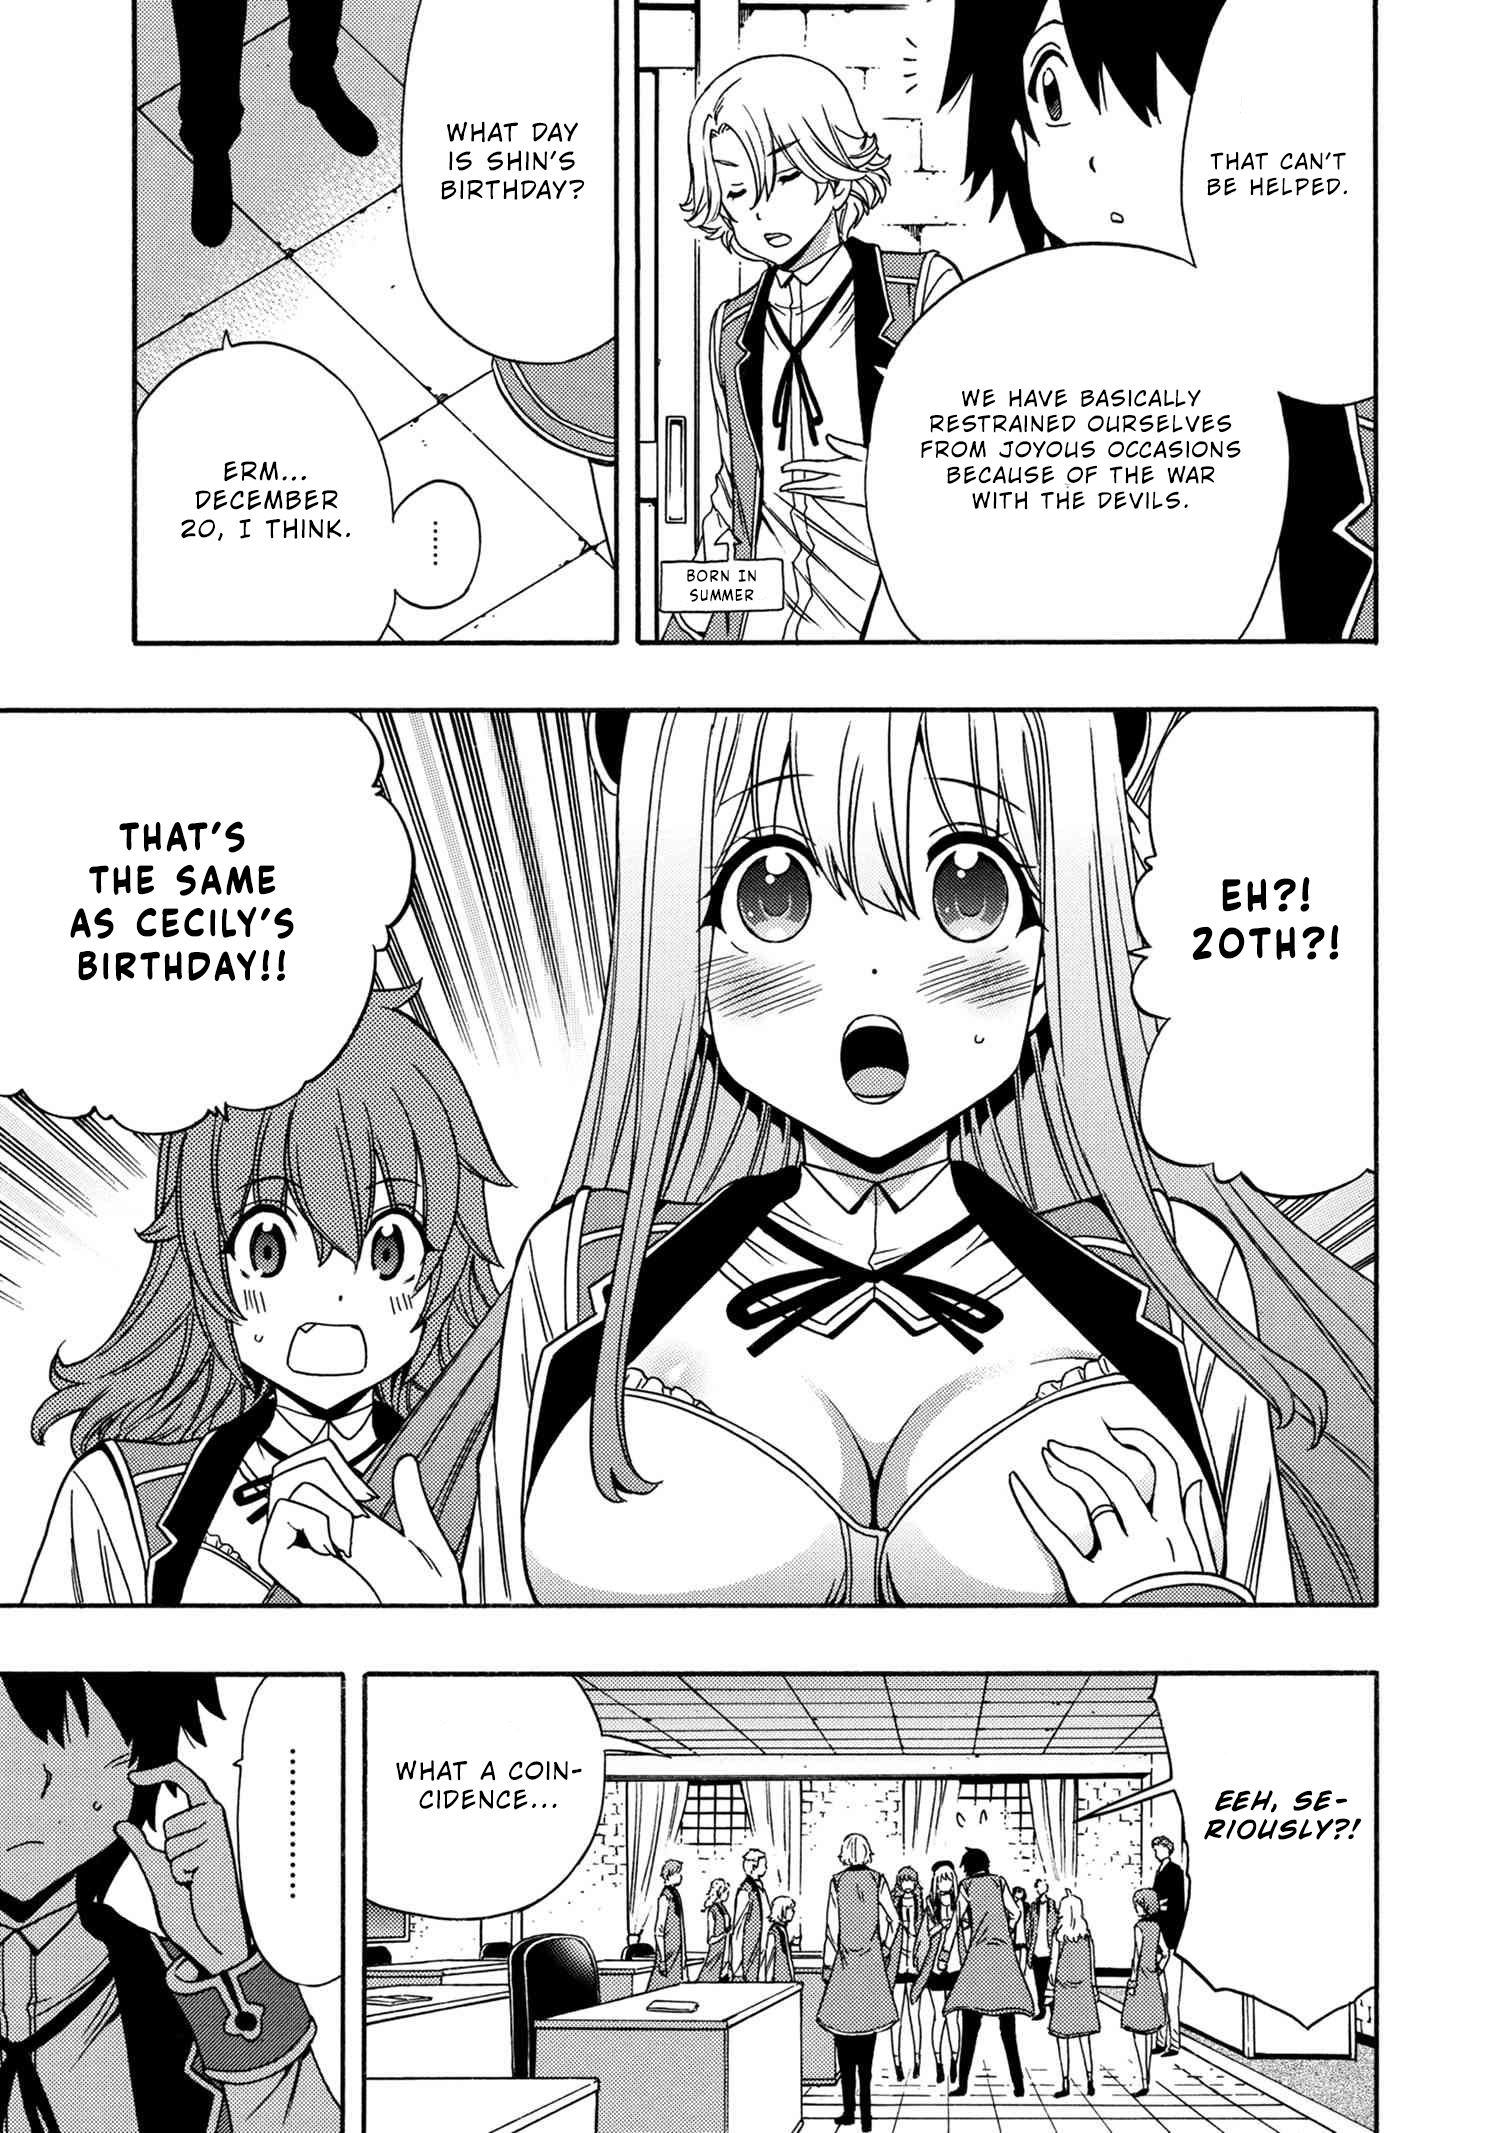 THAT CAN'T
BE HELPED.
WE HAVE BASICALLY
RESTRAINED OURSELVES
FROM JOYOUS OCCASIONS
BECAUSE OF THE WAR
WITH THE DEVILS.
BORN IN
SUMMER
WHAT DAY
IS SHIN'S
BIRTHDAY?
......
ERM...
DECEMBER
20, I THINK.
EH?!
20TH?!
THAT'S
THE SAME
AS CECILY'S
BIRTHDAY!!
EEH, SE-
RIOUSLY?!
WHAT A COIN-
CIDENCE...
............